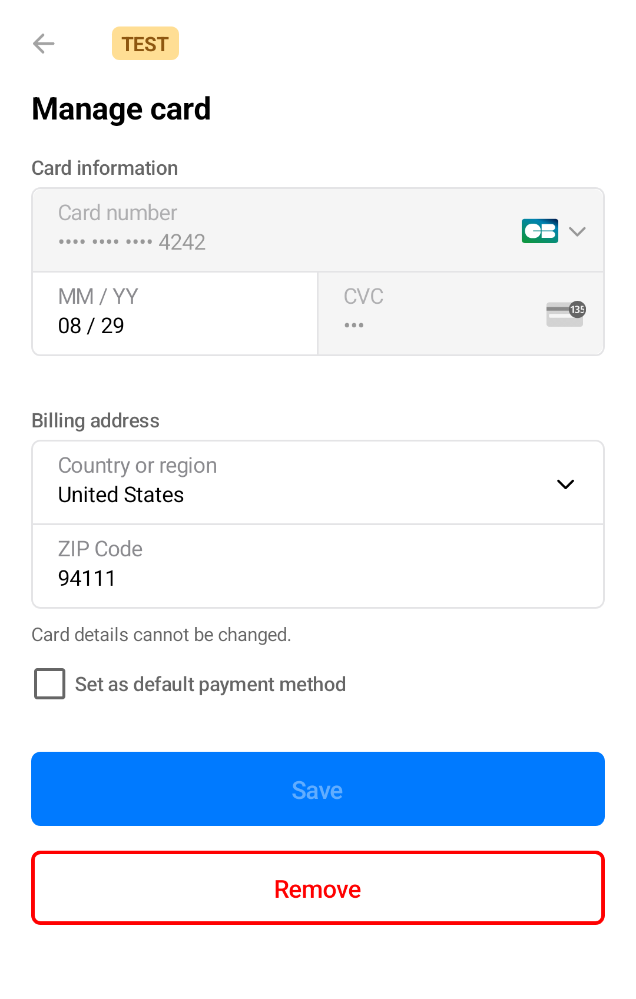 TEST
Manage card
Card information
Card number
•••• •••• •••• 4242
CB
MM / YY
08 / 29
CVC
•••
135
Billing address
Country or region
United States
ZIP Code
94111
Card details cannot be changed.
Set as default payment method
Save
Remove